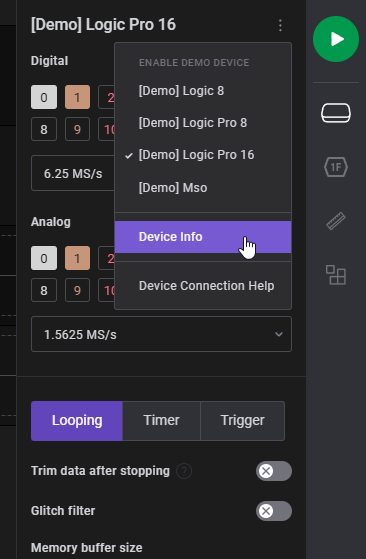 [Demo] Logic Pro 16
Digital
ENABLE DEMO DEVICE
[Demo] Logic 8
0 1 2
[Demo] Logic Pro 8
8 9 10
[Demo] Logic Pro 16
6.25 MS/s
[Demo] Mso
Analog
Device Info
0 1 2
8 9 10
Device Connection Help
1.5625 MS/s
Looping Timer Trigger
Trim data after stopping ?
Glitch filter
Memory buffer size
1F